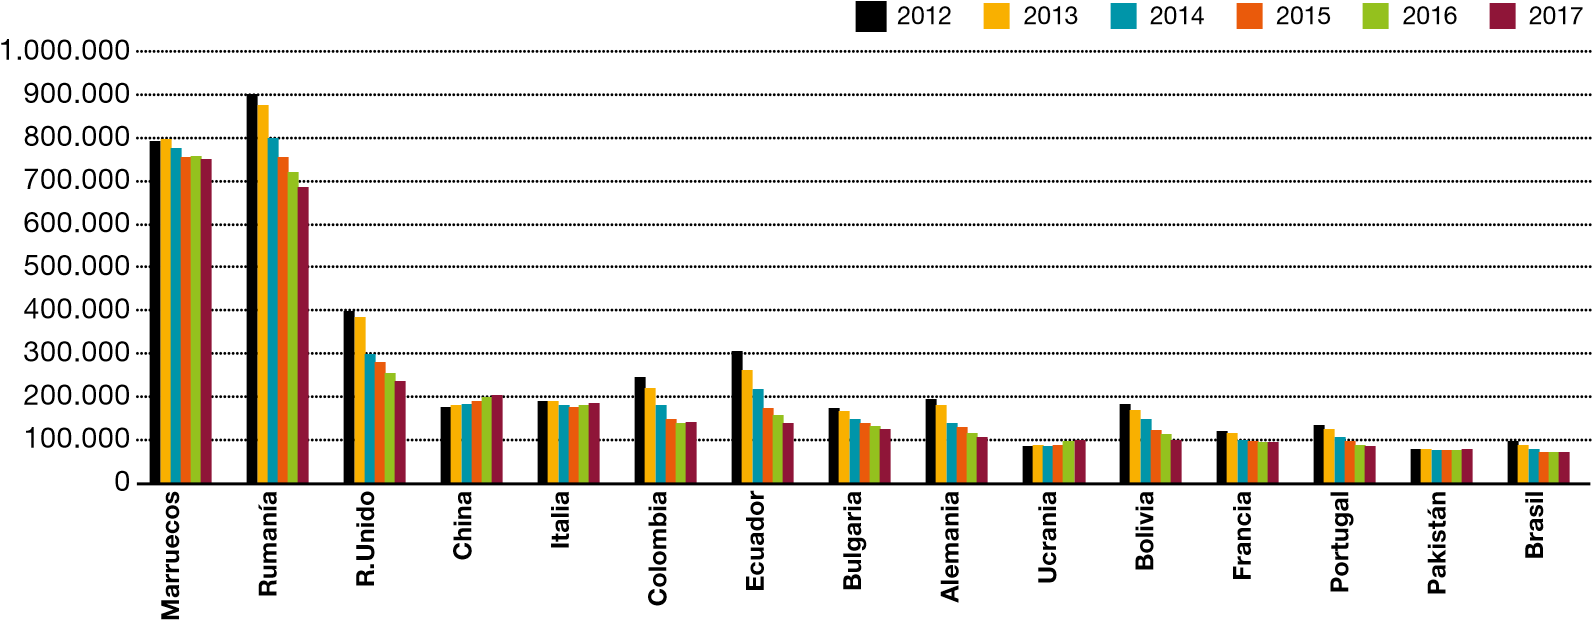 2012 2013 2014 2015 2016 2017
1.000.000
900.000
800.000
700.000
600.000
500.000
400.000
300.000
200.000
100.000
0
Marruecos
Rumanía
R.Unido
China
Italia
Colombia
Ecuador
Bulgaria
Alemania
Ucrania
Bolivia
Francia
Portugal
Pakistán
Brasil